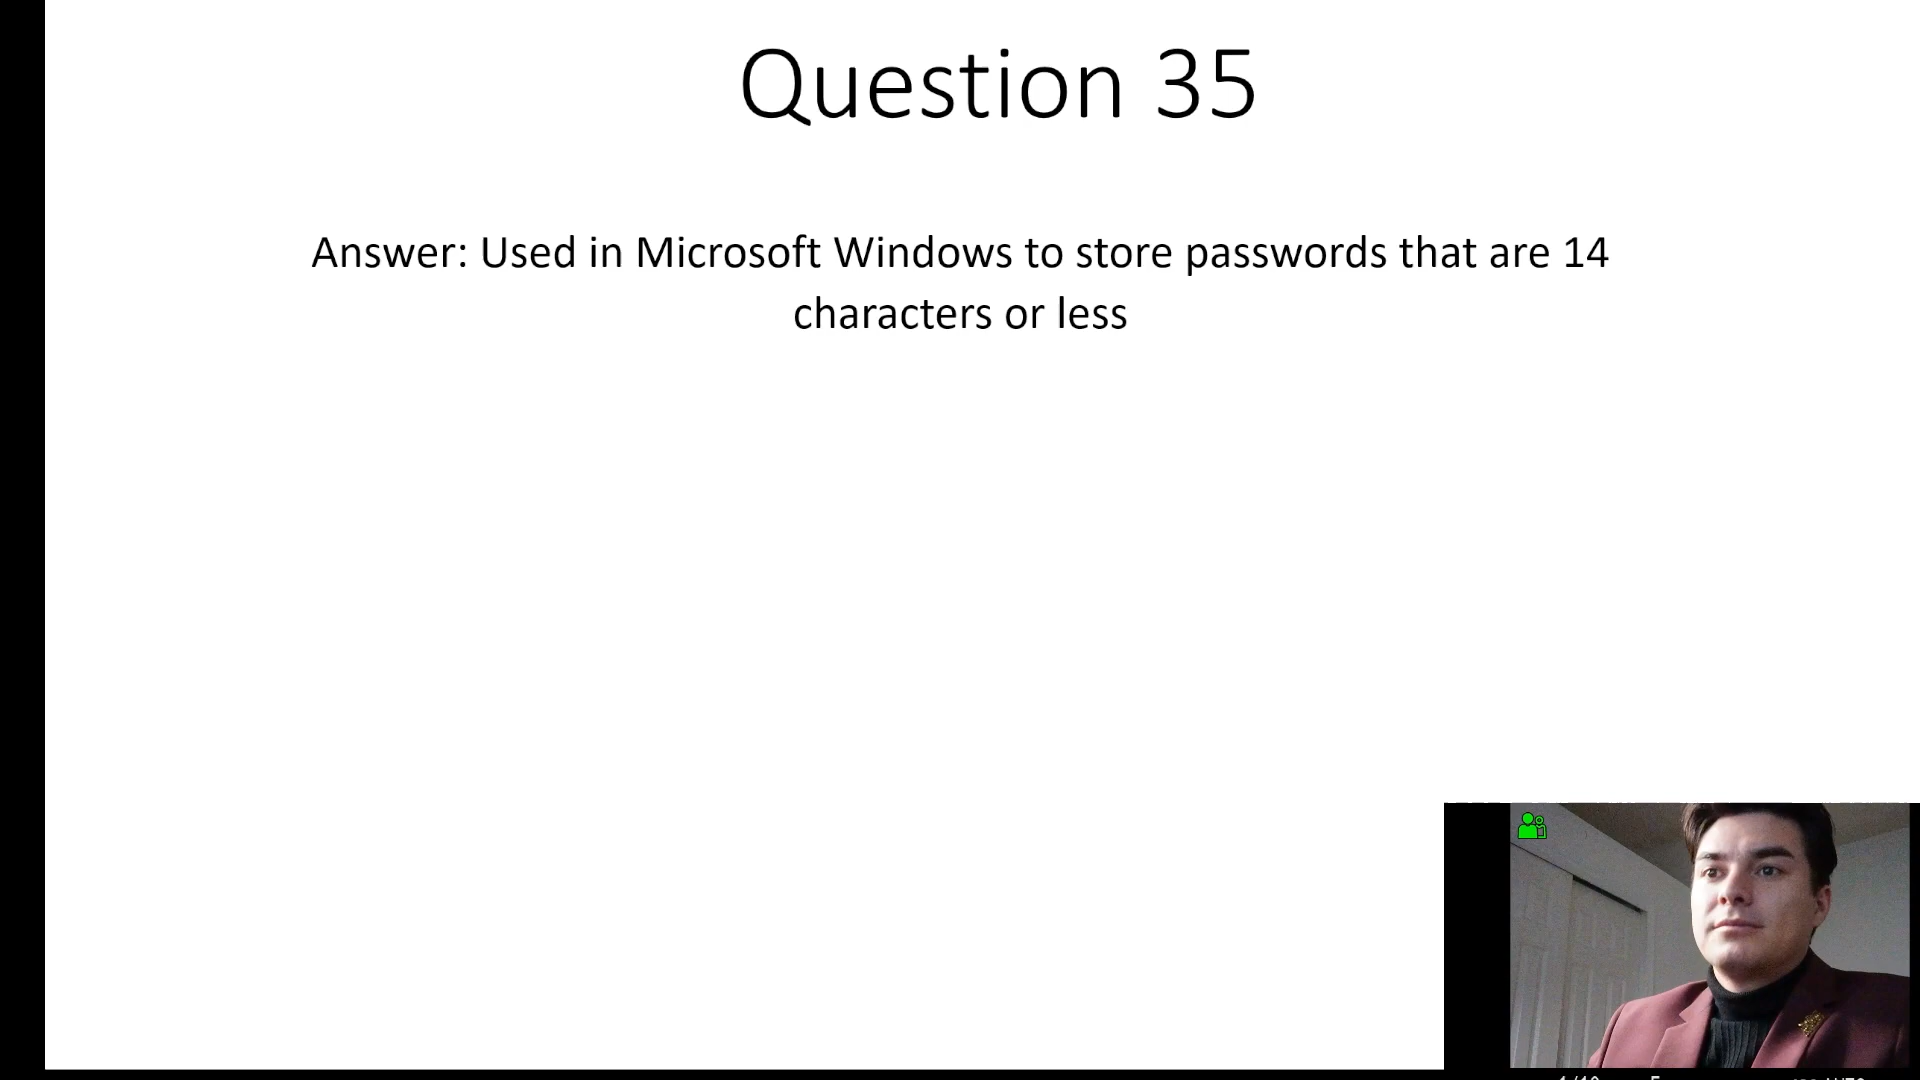 Question 35
Answer: Used in Microsoft Windows to store passwords that are 14
characters or less